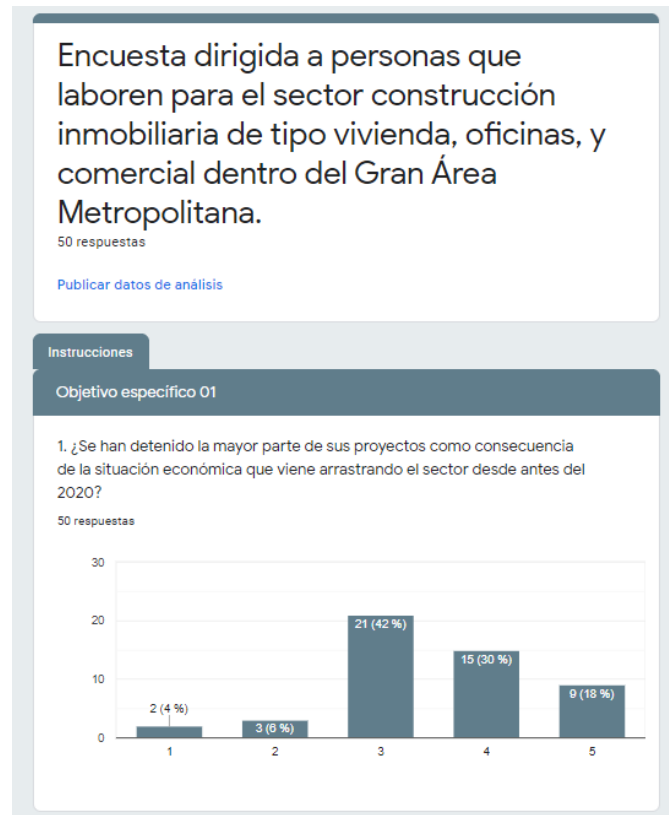 Encuesta dirigida a personas que
laboren para el sector construcción
inmobiliaria de tipo vivienda, oficinas, y
comercial dentro del Gran Área
Metropolitana.
50 respuestas
Publicar datos de análisis
Instrucciones
Objetivo específico 01
1. ¿Se han detenido la mayor parte de sus proyectos como consecuencia
de la situación económica que viene arrastrando el sector desde antes del
2020?
50 respuestas
30
20
10
0
2 (4 %)
3 (6 %)
21 (42 %)
15 (30 %)
9 (18 %)
1 2 3 4 5